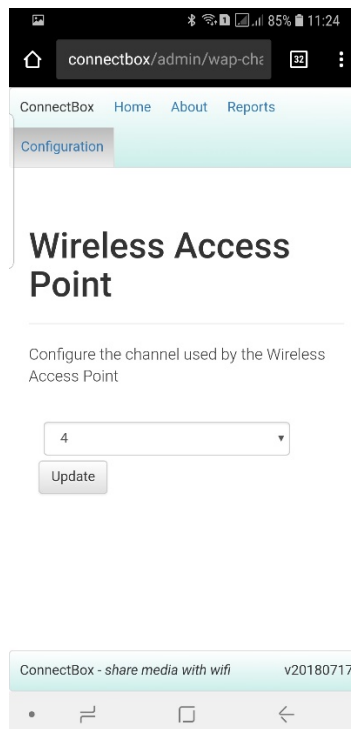 85% 11:24
connectbox/admin/wap-cha
32
ConnectBox Home About Reports
Configuration
Wireless Access
Point
Configure the channel used by the Wireless
Access Point
4
Update
ConnectBox - share media with wifi v20180717